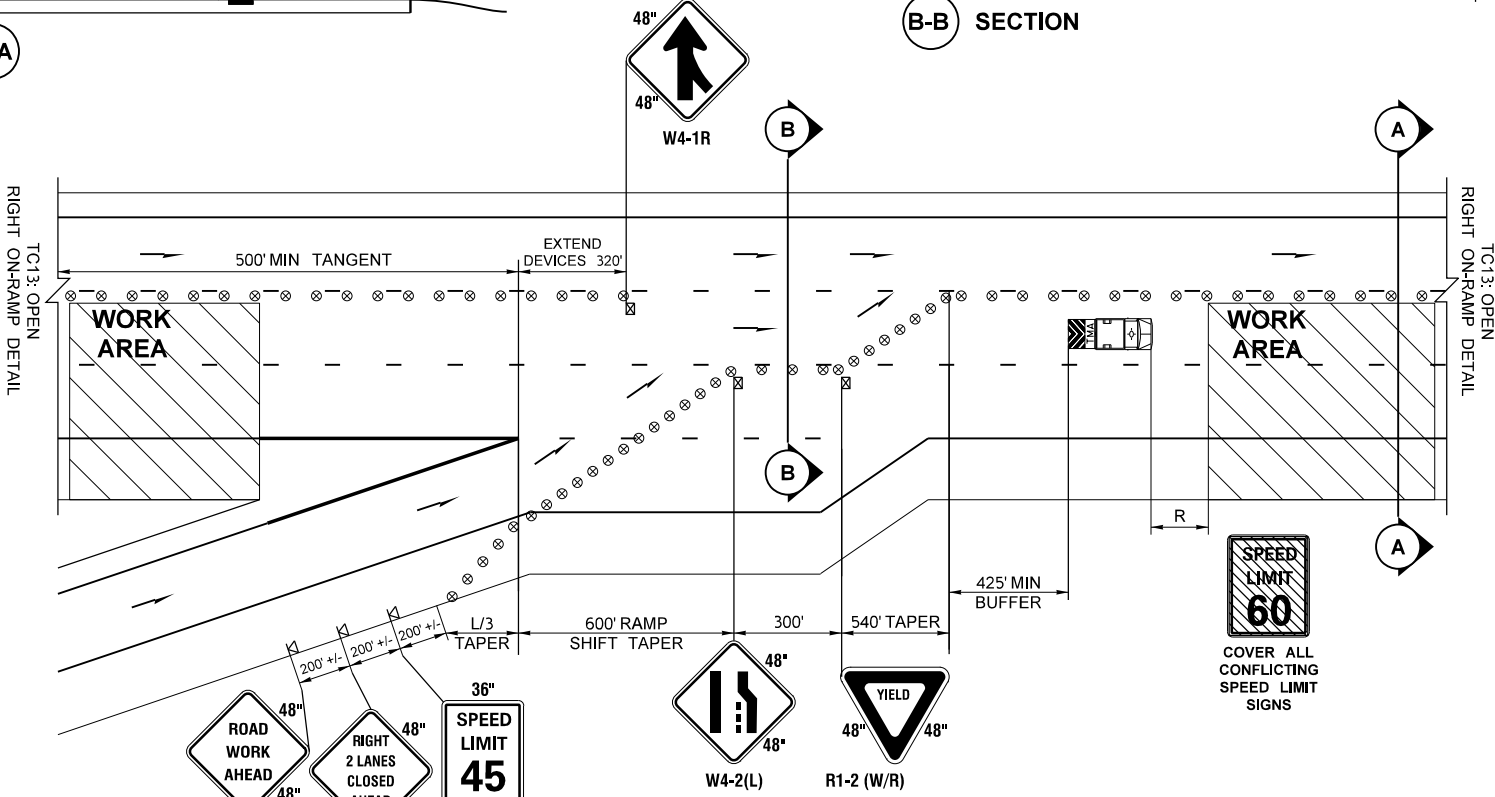 A
B-B SECTION
48"
48"
W4-1R
B
A
TC13: OPEN
RIGHT ON-RAMP DETAIL
500' MIN TANGENT
EXTEND
DEVICES 320'
TC13: OPEN
RIGHT ON-RAMP DETAIL
WORK
AREA
TMA
WORK
AREA
B
A
R
200' +/-
200' +/-
200' +/-
L/3
TAPER
600' RAMP
SHIFT TAPER
300'
540' TAPER
425' MIN
BUFFER
SPEED
LIMIT
60
COVER ALL
CONFLICTING
SPEED LIMIT
SIGNS
ROAD
WORK
AHEAD
48"
48"
RIGHT
2 LANES
CLOSED
AHEAD
48"
36"
SPEED
LIMIT
45
48"
48"
W4-2(L)
YIELD
48"
48"
R1-2 (W/R)